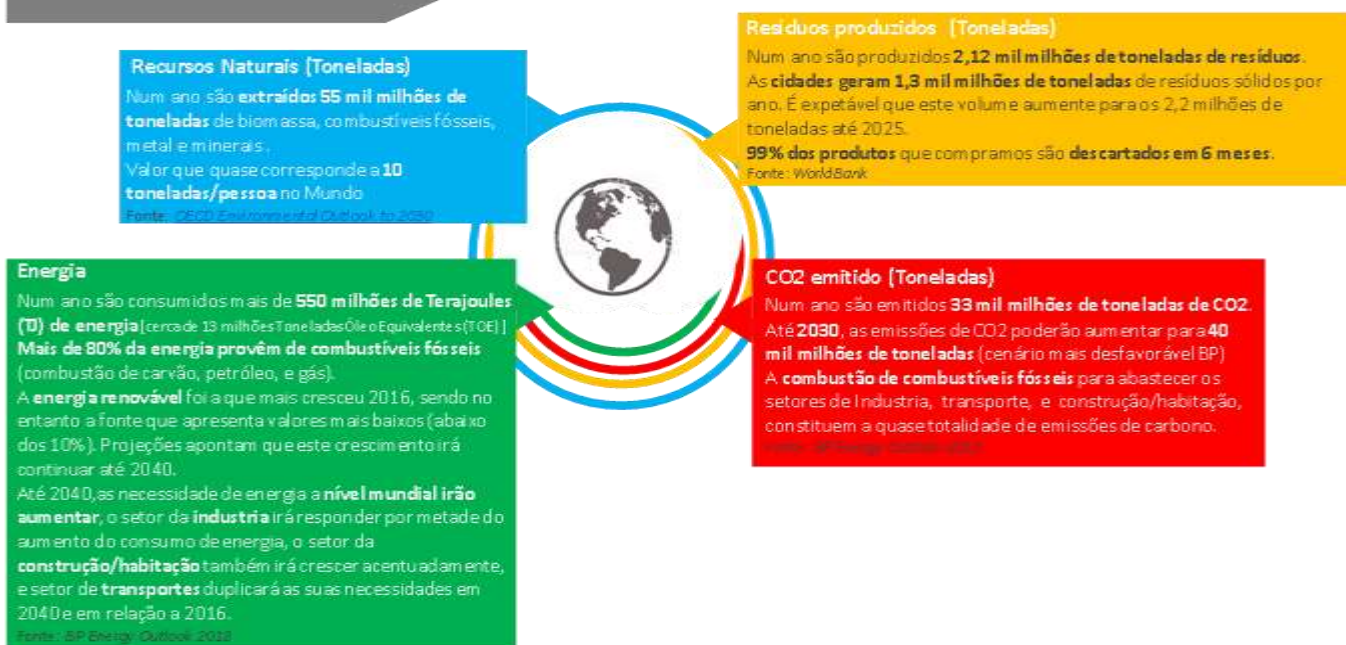 Recursos Naturais (Toneladas)
Num ano são extraídos 55 mil milhões de
toneladas de biomassa, combustíveis fósseis,
metal e minerais.
Valor que quase corresponde a 10
toneladas/pessoa no Mundo
Fonte: OECD Environmental Outlook to 2030
Resíduos produzidos (Toneladas)
Num ano são produzidos 2,12 mil milhões de toneladas de resíduos.
As cidades geram 1,3 mil milhões de toneladas de resíduos sólidos por
ano. É expetável que este volume aumente para os 2,2 milhões de
toneladas até 2025.
99% dos produtos que compramos são descartados em 6 meses.
Fonte: WorldBank
Energia
Num ano são consumidos mais de 550 milhões de Terajoules
(TJ) de energia [cerca de 13 milhões Toneladas Óleo Equivalentes (TOE)]
Mais de 80% da energia provêm de combustíveis fósseis
(combustão de carvão, petróleo, e gás).
A energia renovável foi a que mais cresceu 2016, sendo no
entanto a fonte que apresenta valores mais baixos (abaixo
dos 10%). Projeções apontam que este crescimento irá
continuar até 2040.
Até 2040,as necessidade de energia a nível mundial irão
aumentar, o setor da industria irá responder por metade do
aumento do consumo de energia, o setor da
construção/habitação também irá crescer acentuadamente,
e setor de transportes duplicará as suas necessidades em
2040 e em relação a 2016.
Fonte: BP Energy Outlook 2018
CO2 emitido (Toneladas)
Num ano são emitidos 33 mil milhões de toneladas de CO2.
Até 2030, as emissões de CO2 poderão aumentar para 40
mil milhões de toneladas (cenário mais desfavorável BP)
A combustão de combustíveis fósseis para abastecer os
setores de Industria, transporte, e construção/habitação,
constituem a quase totalidade de emissões de carbono.
Fonte: BP Energy Outlook